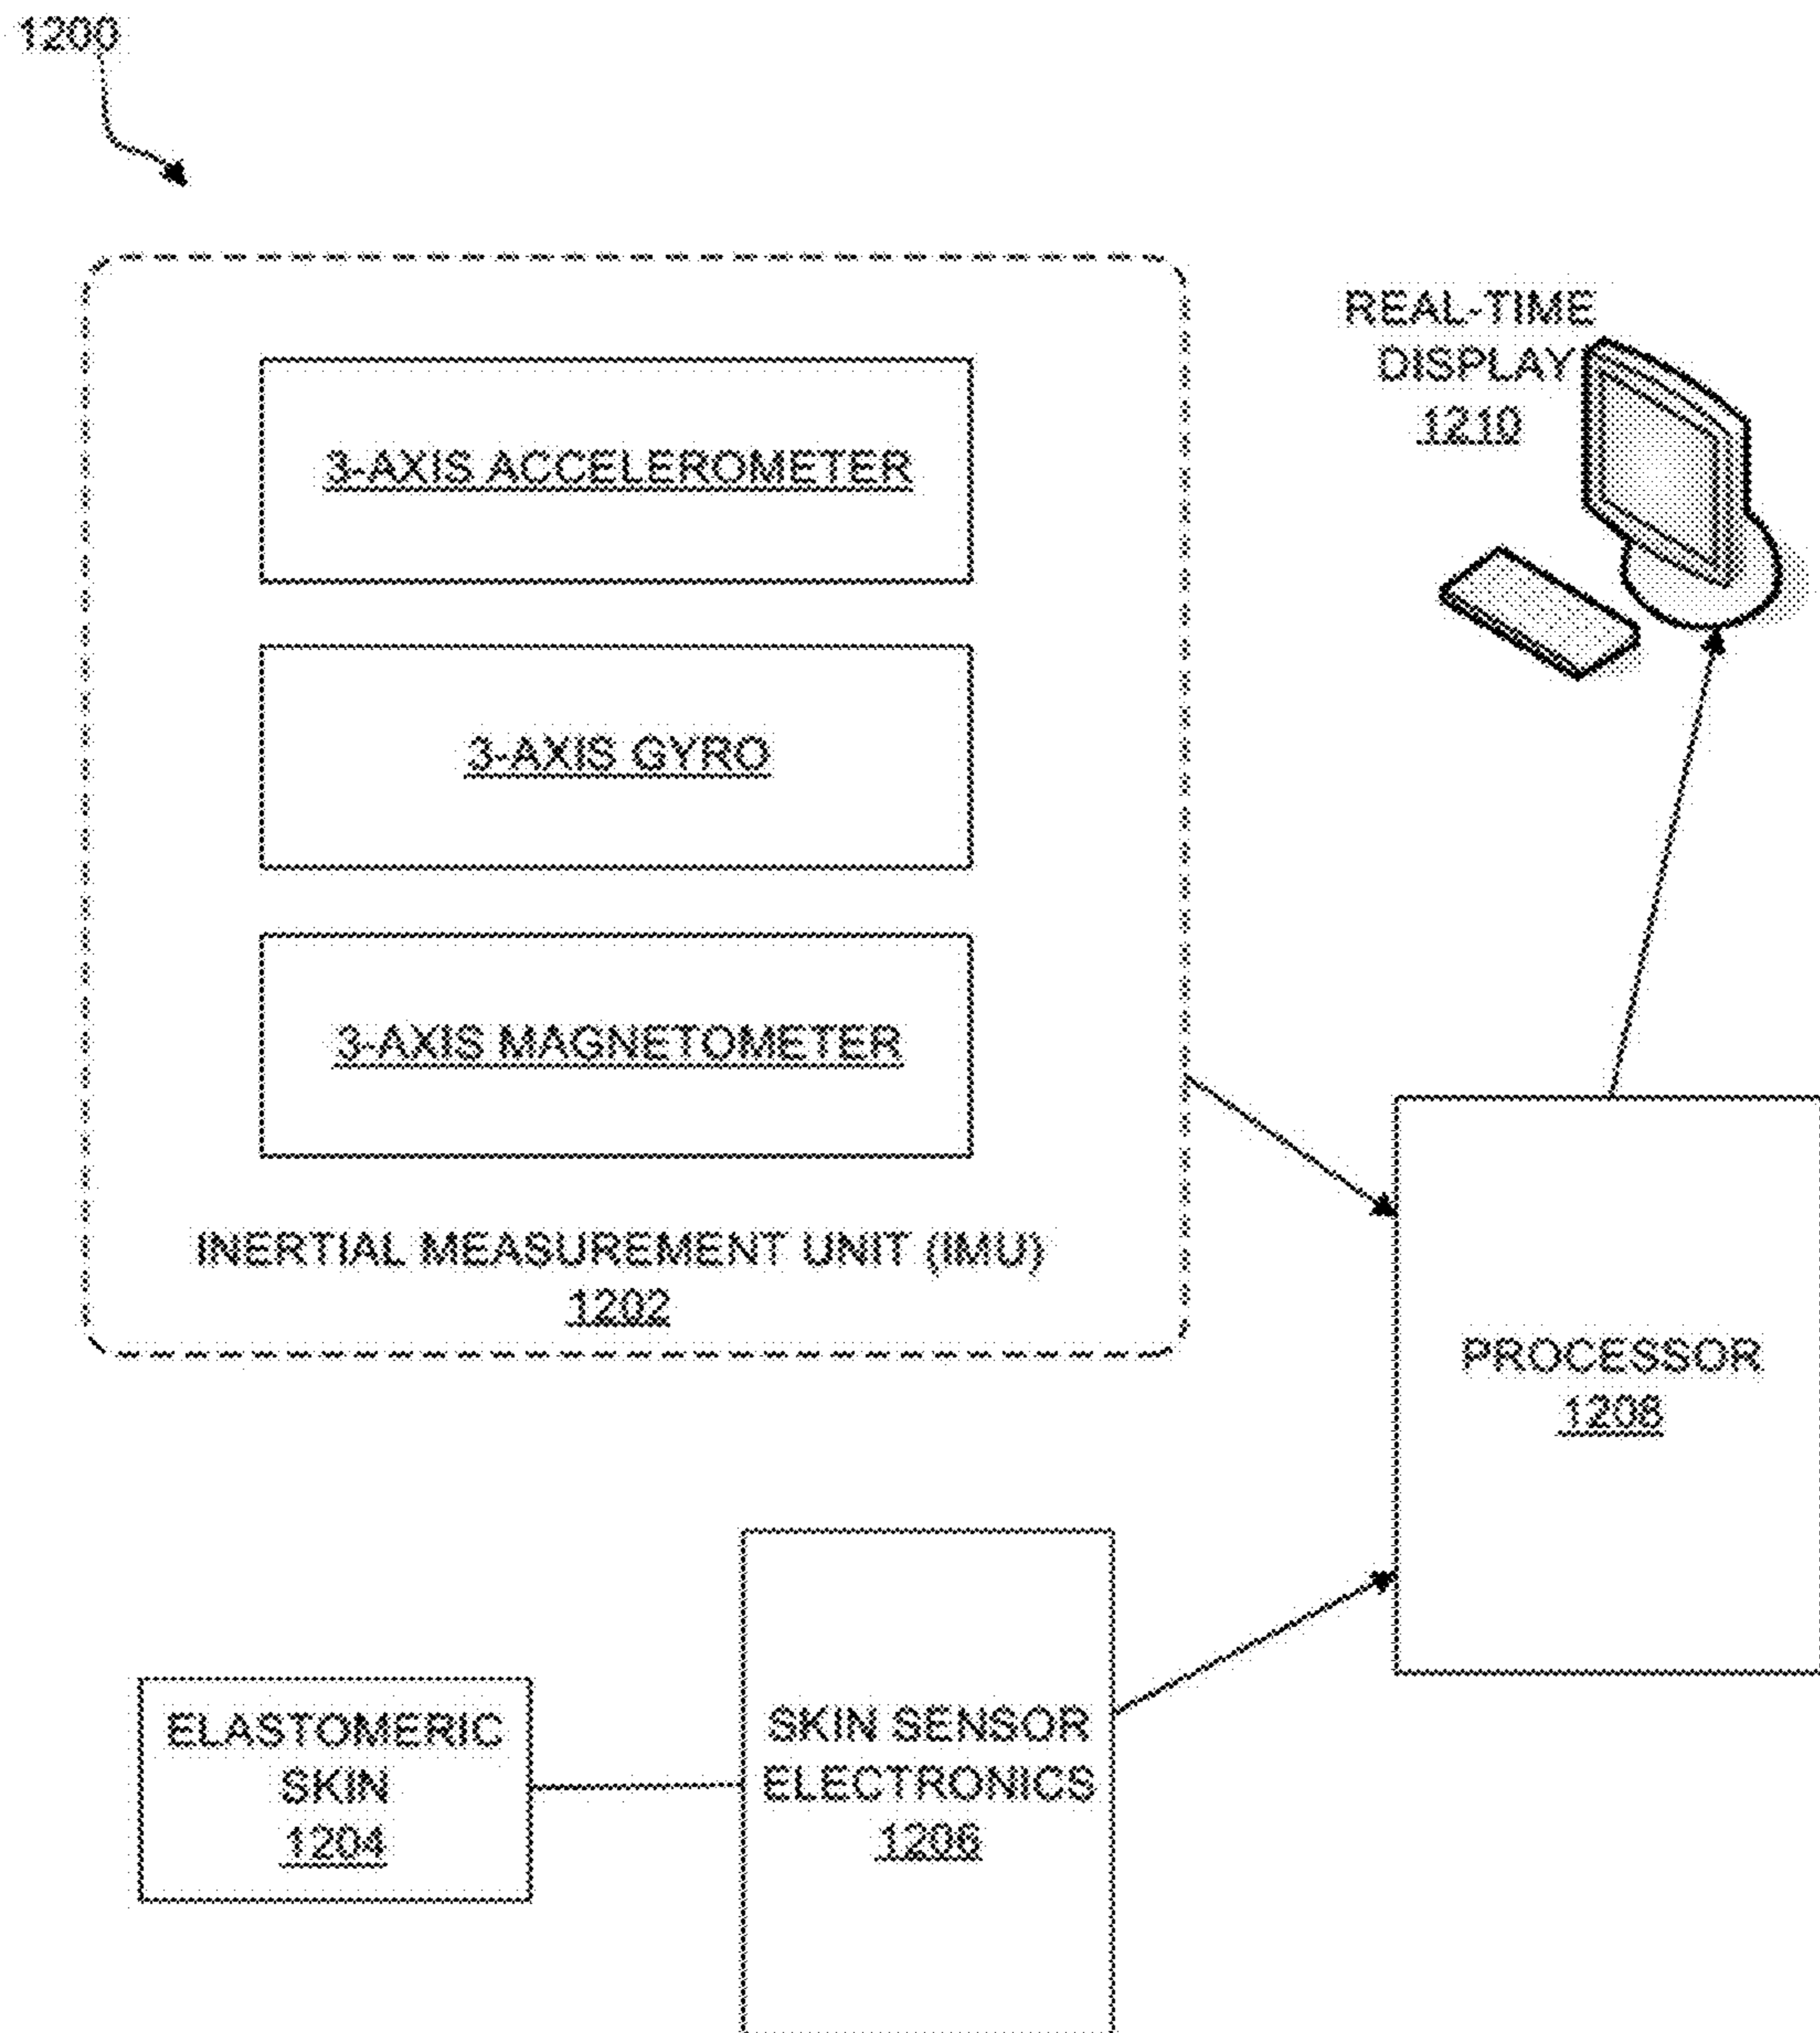 1200
REAL-TIME
DISPLAY
1210
3-AXIS ACCELEROMETER
3-AXIS GYRO
3-AXIS MAGNETOMETER
INERTIAL MEASUREMENT UNIT (IMU)
1202
PROCESSOR
1208
ELASTOMERIC
SKIN
1204
SKIN SENSOR
ELECTRONICS
1206